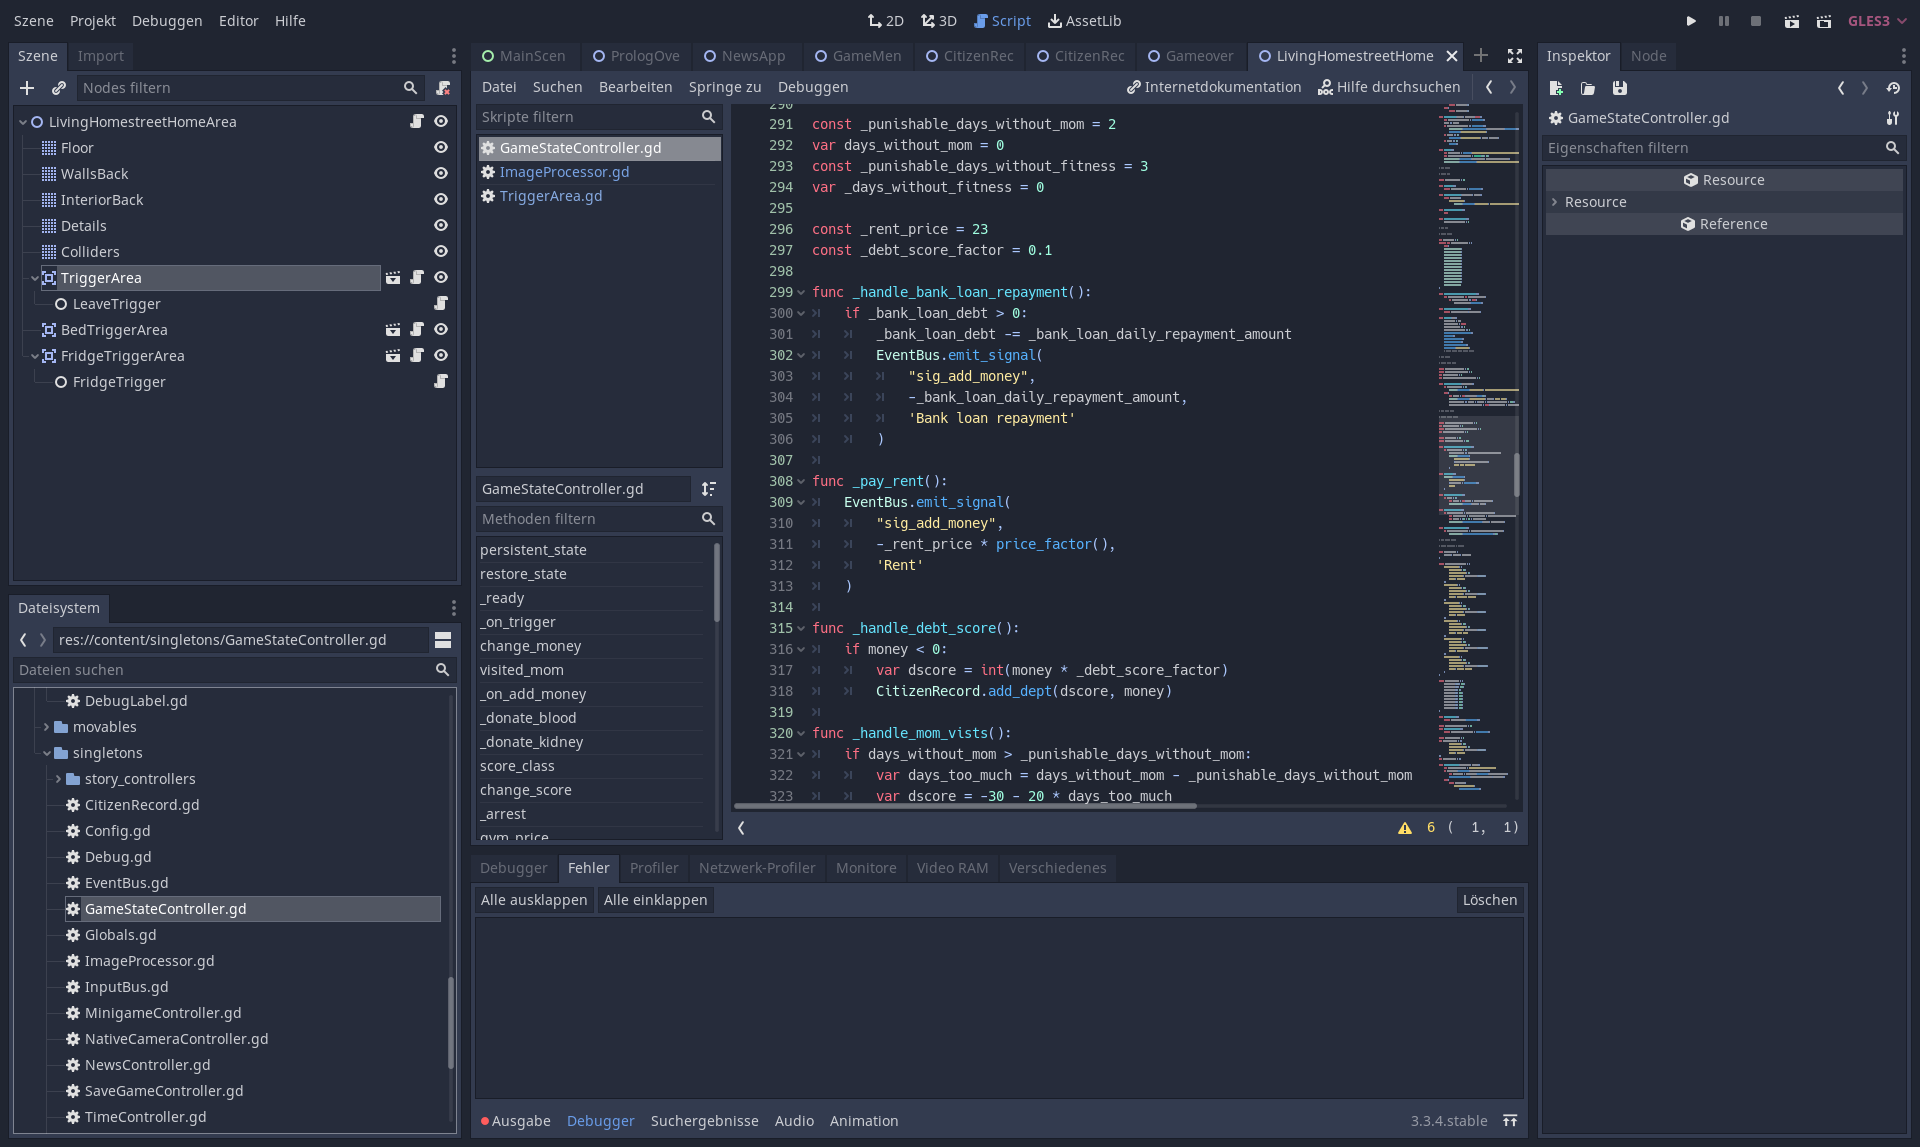 Szene Projekt Debuggen Editor Hilfe
2D 3D Script AssetLib
GLES3
Szene Import
Nodes filtern
LivingHomestreetHomeArea
Floor
WallsBack
InteriorBack
Details
Colliders
TriggerArea
LeaveTrigger
BedTriggerArea
FridgeTriggerArea
FridgeTrigger
Dateisystem
res://content/singletons/GameStateController.gd
Dateien suchen
DebugLabel.gd
movables
singletons
story_controllers
CitizenRecord.gd
Config.gd
Debug.gd
EventBus.gd
GameStateController.gd
Globals.gd
ImageProcessor.gd
InputBus.gd
MinigameController.gd
NativeCameraController.gd
NewsController.gd
SaveGameController.gd
TimeController.gd
MainScen PrologOve NewsApp GameMen CitizenRec CitizenRec Gameover LivingHomestreetHome
Datei Suchen Bearbeiten Springe zu Debuggen Internetdokumentation Hilfe durchsuchen
Skripte filtern
GameStateController.gd
ImageProcessor.gd
TriggerArea.gd
GameStateController.gd
Methoden filtern
persistent_state
restore_state
_ready
_on_trigger
change_money
visited_mom
_on_add_money
_donate_blood
_donate_kidney
score_class
change_score
_arrest
gym_price
290
291 const _punishable_days_without_mom = 2
292 var days_without_mom = 0
293 const _punishable_days_without_fitness = 3
294 var _days_without_fitness = 0
295
296 const _rent_price = 23
297 const _debt_score_factor = 0.1
298
299 func _handle_bank_loan_repayment():
300 if _bank_loan_debt > 0:
301 _bank_loan_debt -= _bank_loan_daily_repayment_amount
302 EventBus.emit_signal(
303 "sig_add_money",
304 -_bank_loan_daily_repayment_amount,
305 'Bank loan repayment'
306 )
307
308 func _pay_rent():
309 EventBus.emit_signal(
310 "sig_add_money",
311 -_rent_price * price_factor(),
312 'Rent'
313 )
314
315 func _handle_debt_score():
316 if money < 0:
317 var dscore = int(money * _debt_score_factor)
318 CitizenRecord.add_dept(dscore, money)
319
320 func _handle_mom_vists():
321 if days_without_mom > _punishable_days_without_mom:
322 var days_too_much = days_without_mom - _punishable_days_without_mom
323 var dscore = -30 - 20 * days_too_much
6 ( 1, 1)
Debugger Fehler Profiler Netzwerk-Profiler Monitore Video RAM Verschiedenes
Alle ausklappen Alle einklappen Löschen
Ausgabe Debugger Suchergebnisse Audio Animation 3.3.4.stable
Inspektor Node
GameStateController.gd
Eigenschaften filtern
Resource
Resource
Reference